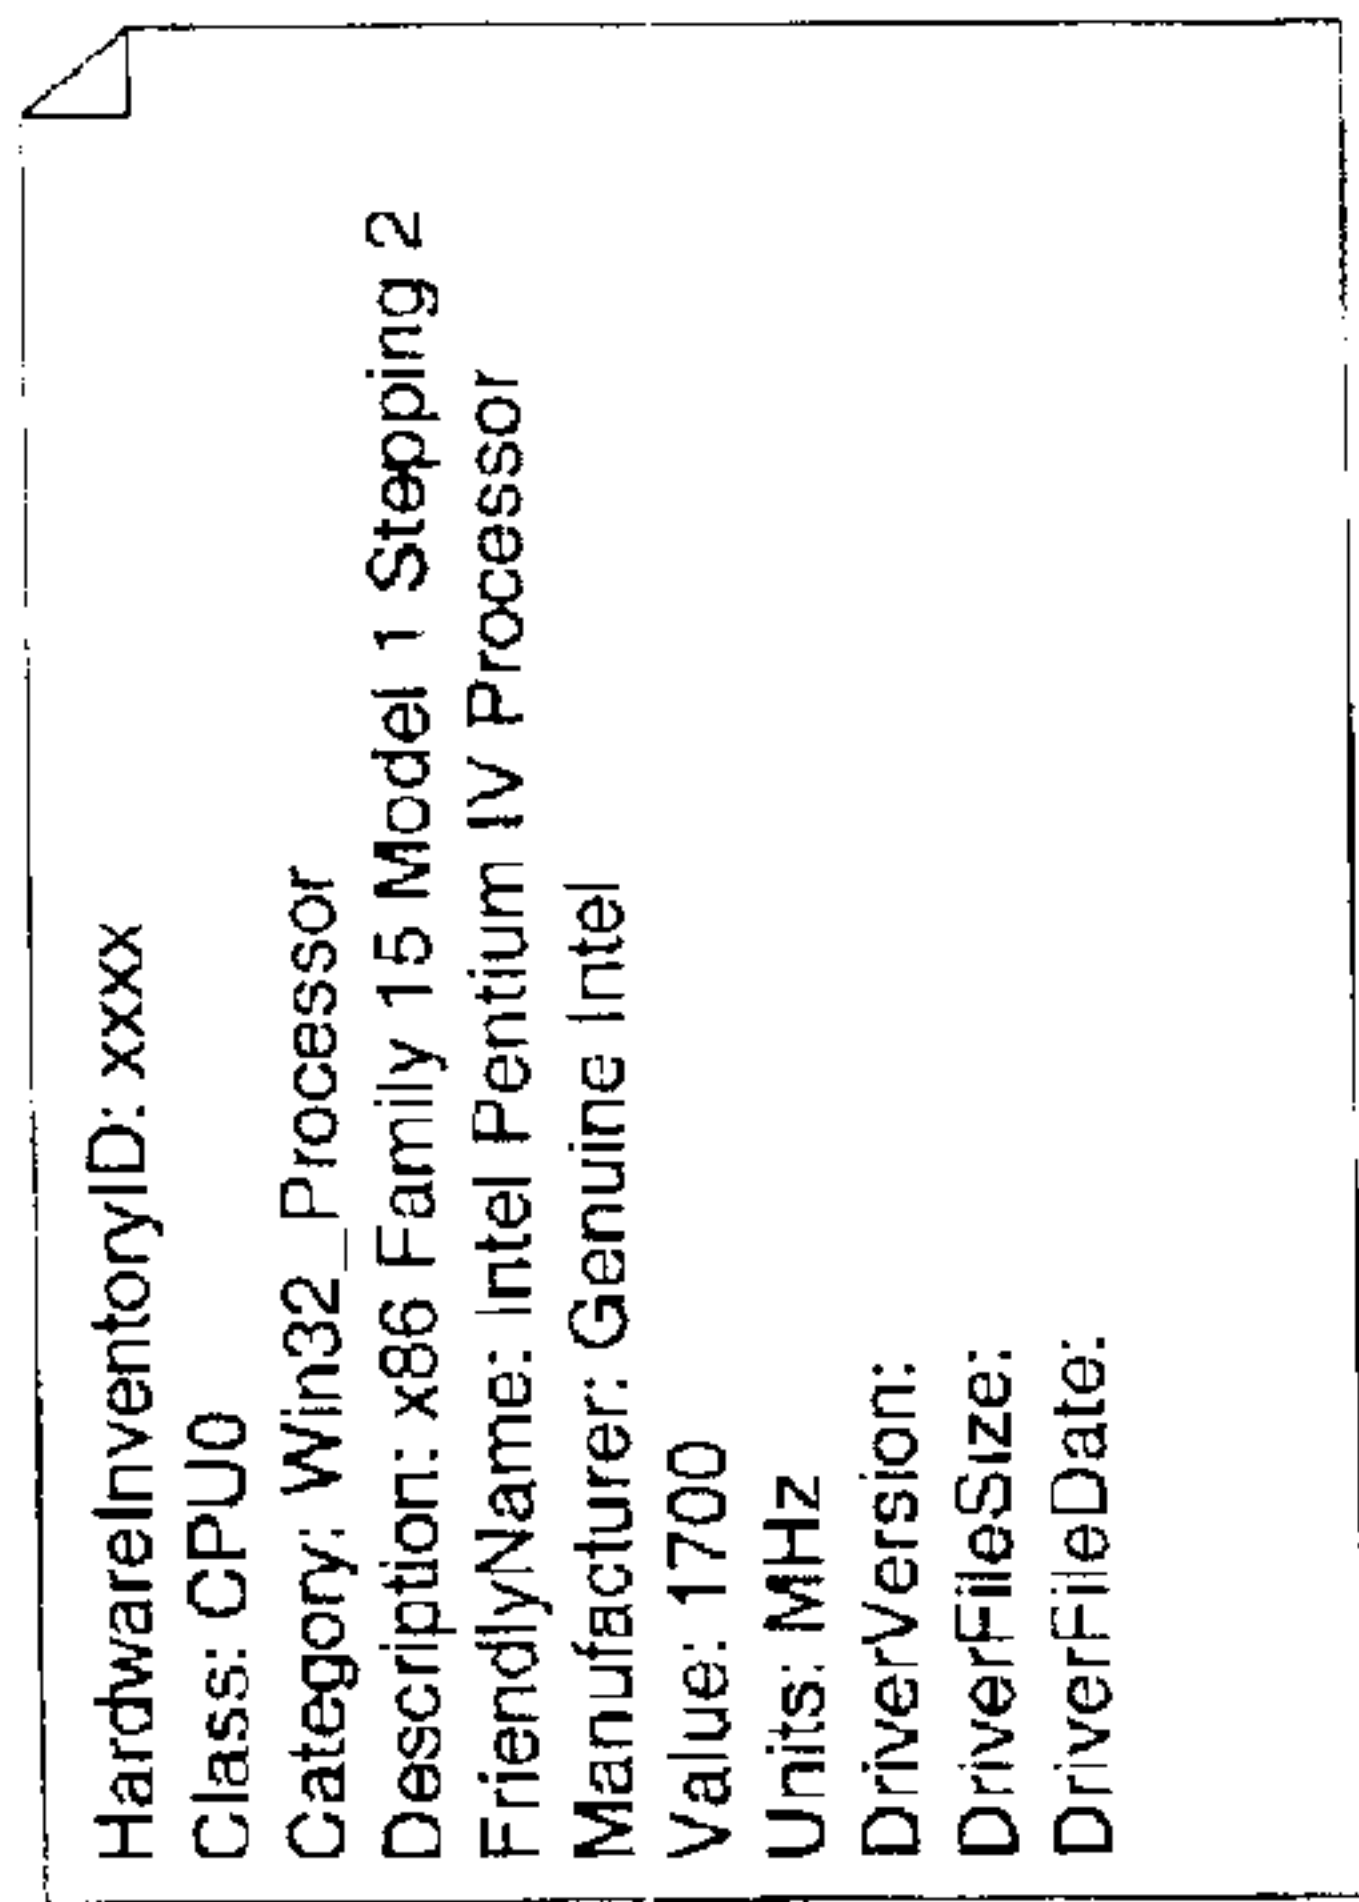 HardwareInventoryID: xxxx
Class: CPU0
Category: Win32_Processor
Description: x86 Family 15 Model 1 Stepping 2
FriendlyName: Intel Pentium IV Processor
Manufacturer: Genuine Intel
Value: 1700
Units: MHz
DriverVersion:
DriverFileSize:
DriverFileDate: